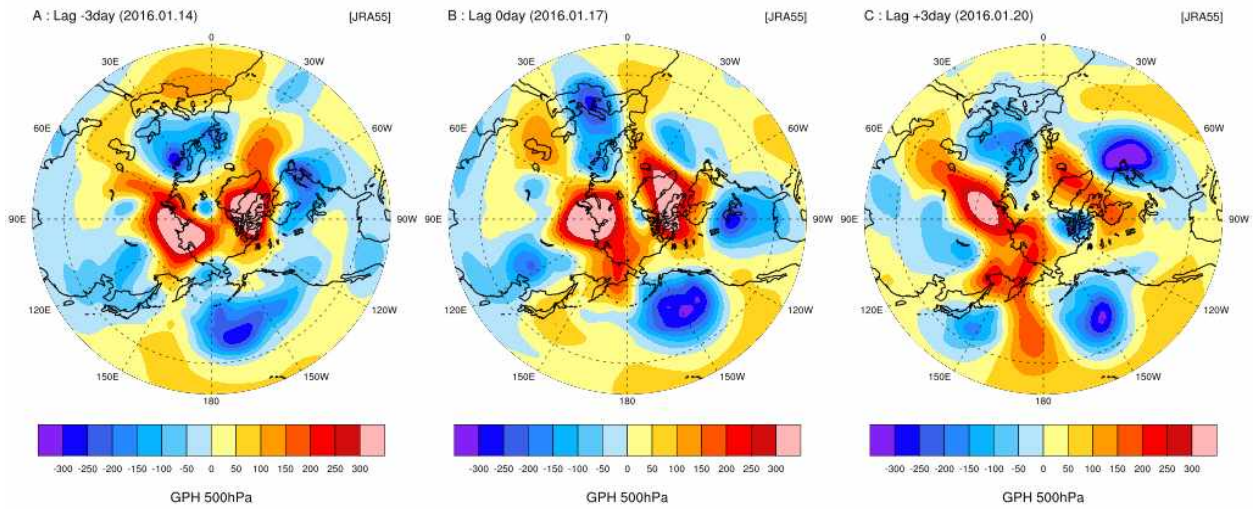 A : Lag -3day (2016.01.14) [JRA55]
0
30E 30W
60E 60W
90E 90W
120E 120W
150E 150W
180
-300 -250 -200 -150 -100 -50 0 50 100 150 200 250 300
GPH 500hPa
B : Lag 0day (2016.01.17) [JRA55]
0
30E 30W
60E 60W
90E 90W
120E 120W
150E 150W
180
-300 -250 -200 -150 -100 -50 0 50 100 150 200 250 300
GPH 500hPa
C : Lag +3day (2016.01.20) [JRA55]
0
30E 30W
60E 60W
90E 90W
120E 120W
150E 150W
180
-300 -250 -200 -150 -100 -50 0 50 100 150 200 250 300
GPH 500hPa